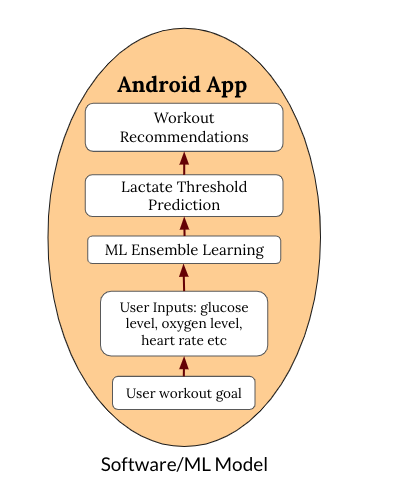 Android App
Workout
Recommendations
Lactate Threshold
Prediction
ML Ensemble Learning
User Inputs: glucose
level, oxygen level,
heart rate etc
User workout goal
Software/ML Model